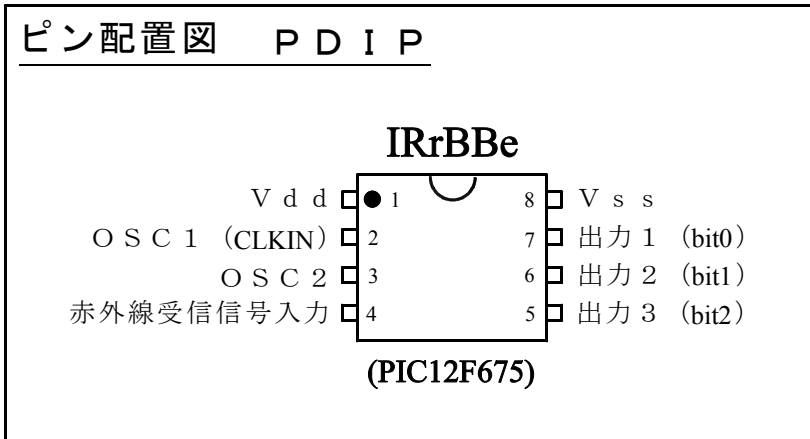 ピン配置図　ＰＤＩＰ
IRrBBe
Ｖｄｄ 1 8 Ｖｓｓ
ＯＳＣ１（CLKIN） 2 7 出力１（bit0）
ＯＳＣ２ 3 6 出力２（bit1）
赤外線受信信号入力 4 5 出力３（bit2）
(PIC12F675)